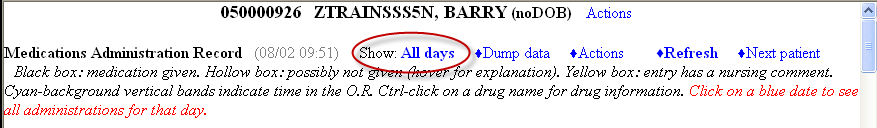 050000926 ZTRAINSSS5N, BARRY (noDOB) Actions
Medications Administration Record (08/02 09:51) Show: All days ♦Dump data ♦Actions ♦Refresh ♦Next patient
Black box: medication given. Hollow box: possibly not given (hover for explanation). Yellow box: entry has a nursing comment.
Cyan-background vertical bands indicate time in the O.R. Ctrl-click on a drug name for drug information. Click on a blue date to see
all administrations for that day.